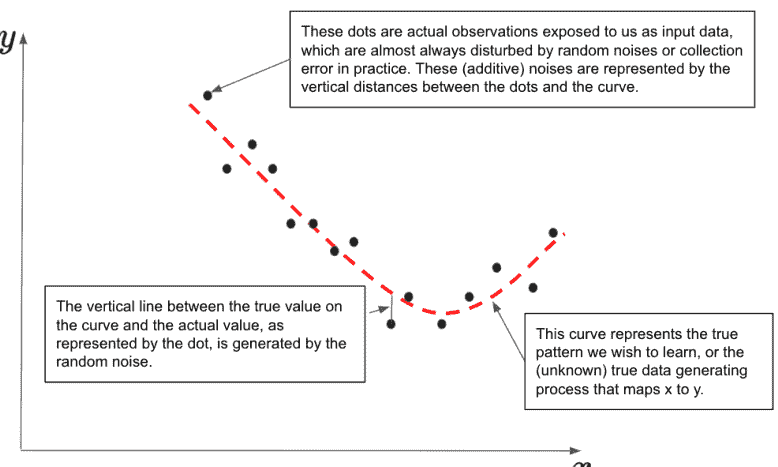 y
These dots are actual observations exposed to us as input data,
which are almost always disturbed by random noises or collection
error in practice. These (additive) noises are represented by the
vertical distances between the dots and the curve.
The vertical line between the true value on
the curve and the actual value, as
represented by the dot, is generated by the
random noise.
This curve represents the true
pattern we wish to learn, or the
(unknown) true data generating
process that maps x to y.